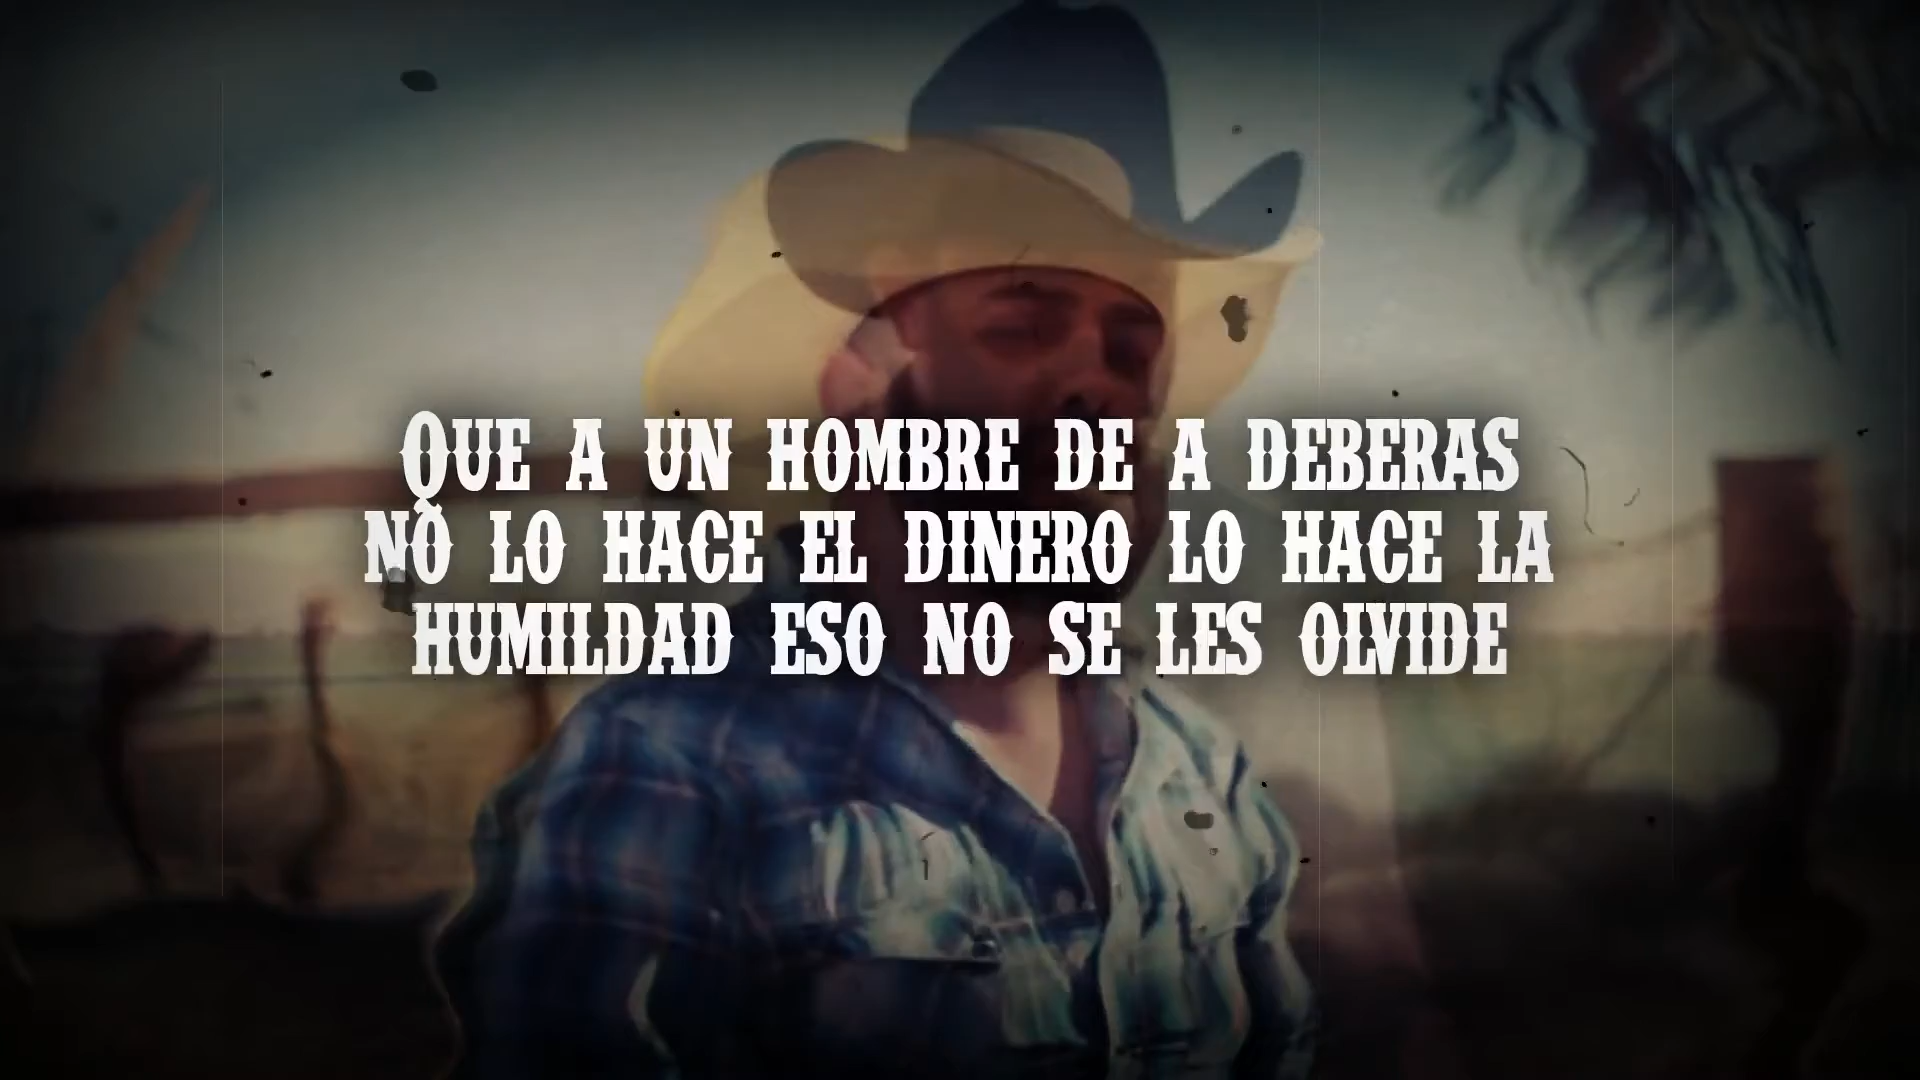 QUE A UN HOMBRE DE A DEBERAS
NO LO HACE EL DINERO LO HACE LA
HUMILDAD ESO NO SE LES OLVIDE